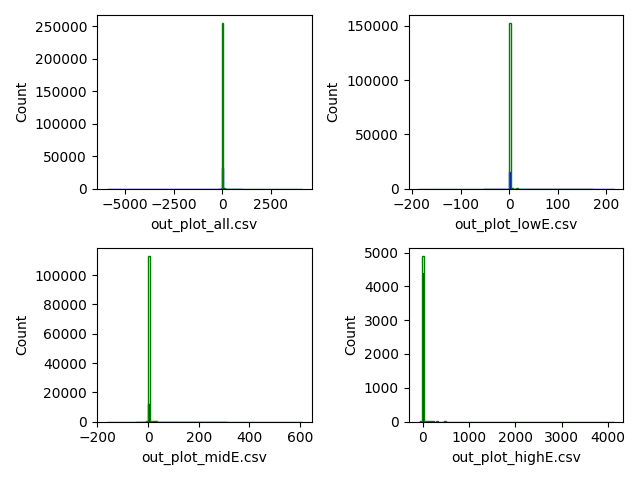 250000
200000
150000
100000
50000
0
Count
−5000 −2500 0 2500
out_plot_all.csv
150000
100000
50000
0
Count
−200 −100 0 100 200
out_plot_lowE.csv
100000
80000
60000
40000
20000
0
Count
−200 0 200 400 600
out_plot_midE.csv
5000
4000
3000
2000
1000
0
Count
0 1000 2000 3000 4000
out_plot_highE.csv